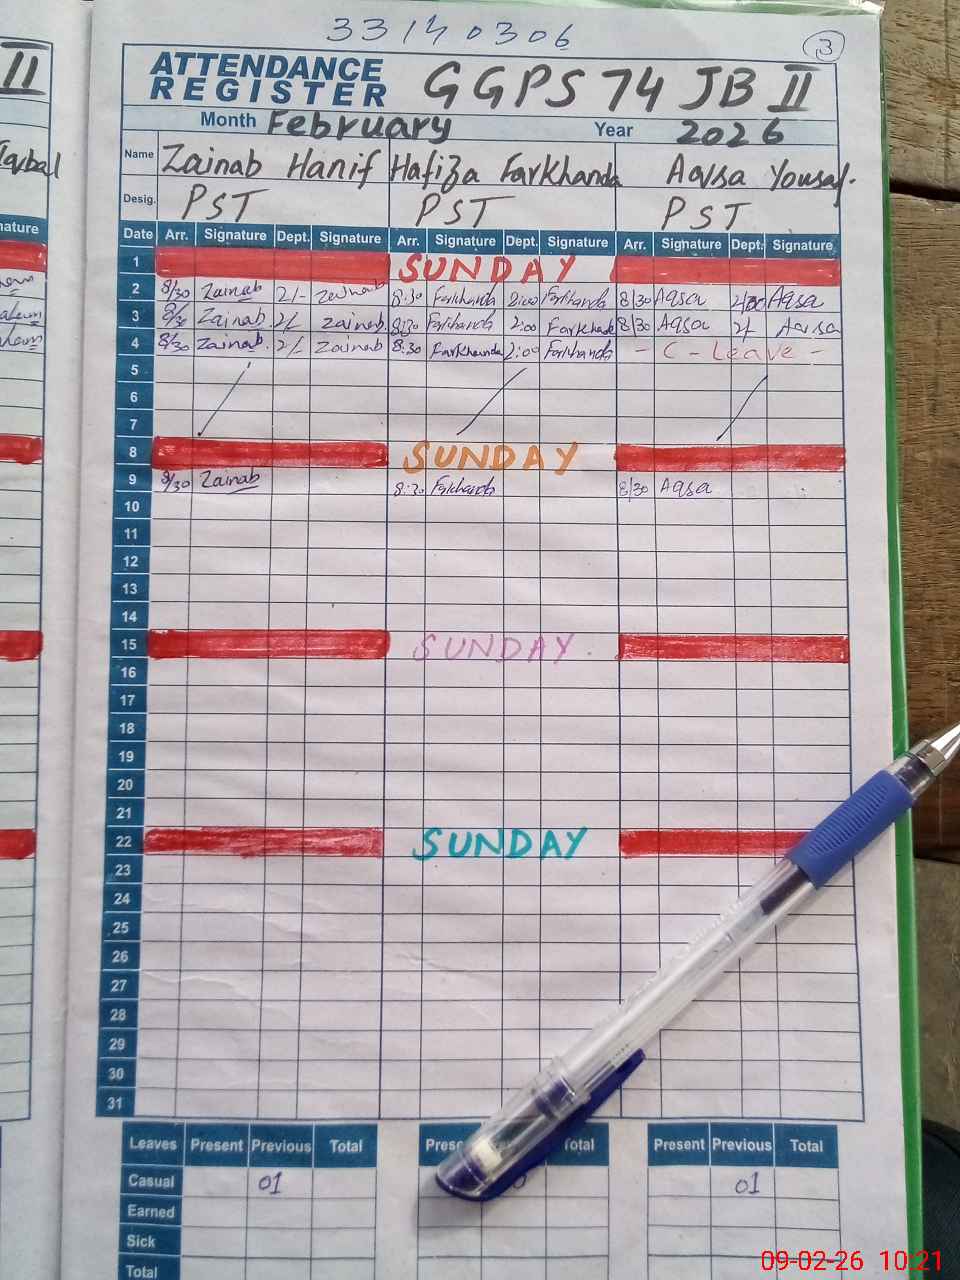 33140306
3
II
ATTENDANCE REGISTER GGPS 74 JB II
Month February Year 2026
Name Zainab Hanif Hafiza Farkhanda Aqsa Yousaf.
Desig. PST PST PST
nature Date Arr. Signature Dept. Signature Arr. Signature Dept. Signature Arr. Signature Dept. Signature
1 SUNDAY
2 8/30 Zainab 2/- Zainab 8:30 Farkhanda 2:00 Farkhanda 8/30 Aqsa 2/00 Aqsa
3 8/30 Zainab 2/- Zainab 8:30 Farkhanda 2:00 Farkhanda 8/30 Aqsa 2/- Aqsa
4 8/30 Zainab. 2/- Zainab 8:30 Farkhanda 2:00 Farkhanda - C - Leave -
5
6
7
8 SUNDAY
9 8/30 Zainab 8:30 Farkhanda 8/30 Aqsa
10
11
12
13
14
15 SUNDAY
16
17
18
19
20
21
22 SUNDAY
23
24
25
26
27
28
29
30
31
Leaves Present Previous Total Total Present Previous Total
Casual 01 01
Earned
Sick
Total
09-02-26 10:21